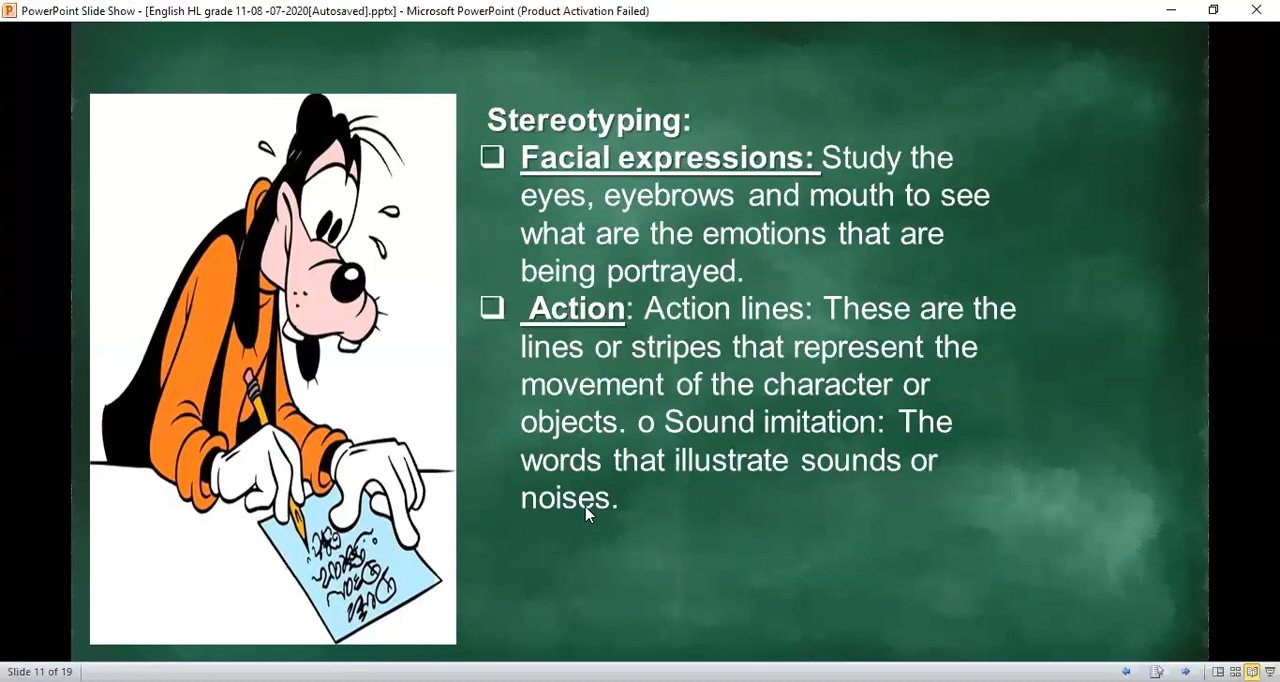 PowerPoint Slide Show - [English HL grade 11-08 -07-2020[Autosaved].pptx] - Microsoft PowerPoint (Product Activation Failed)
Stereotyping:
Facial expressions: Study the
eyes, eyebrows and mouth to see
what are the emotions that are
being portrayed.
Action: Action lines: These are the
lines or stripes that represent the
movement of the character or
objects. o Sound imitation: The
words that illustrate sounds or
noises.
Slide 11 of 19